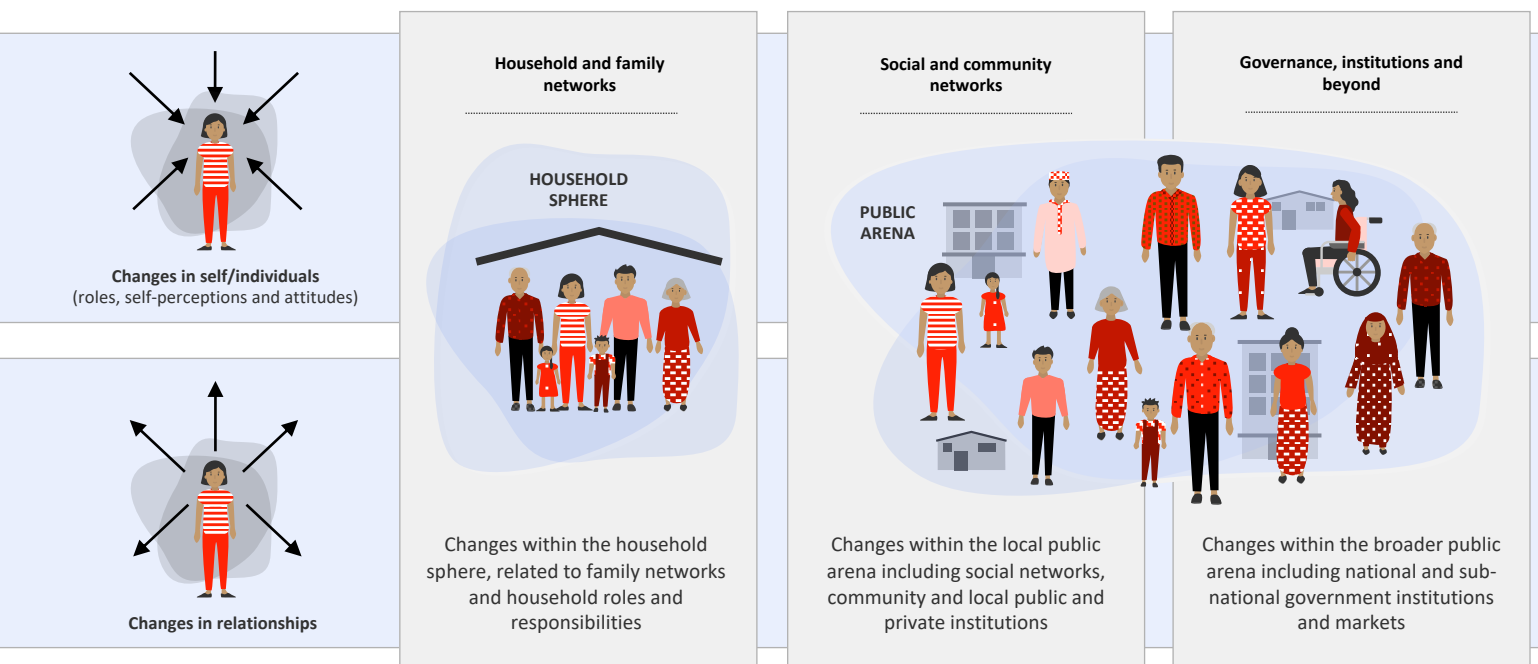 Changes in self/individuals
(roles, self-perceptions and attitudes)
Changes in relationships
Household and family
networks
HOUSEHOLD
SPHERE
Changes within the household
sphere, related to family networks
and household roles and
responsibilities
Social and community
networks
PUBLIC
ARENA
Changes within the local public
arena including social networks,
community and local public and
private institutions
Governance, institutions and
beyond
Changes within the broader public
arena including national and sub-
national government institutions
and markets